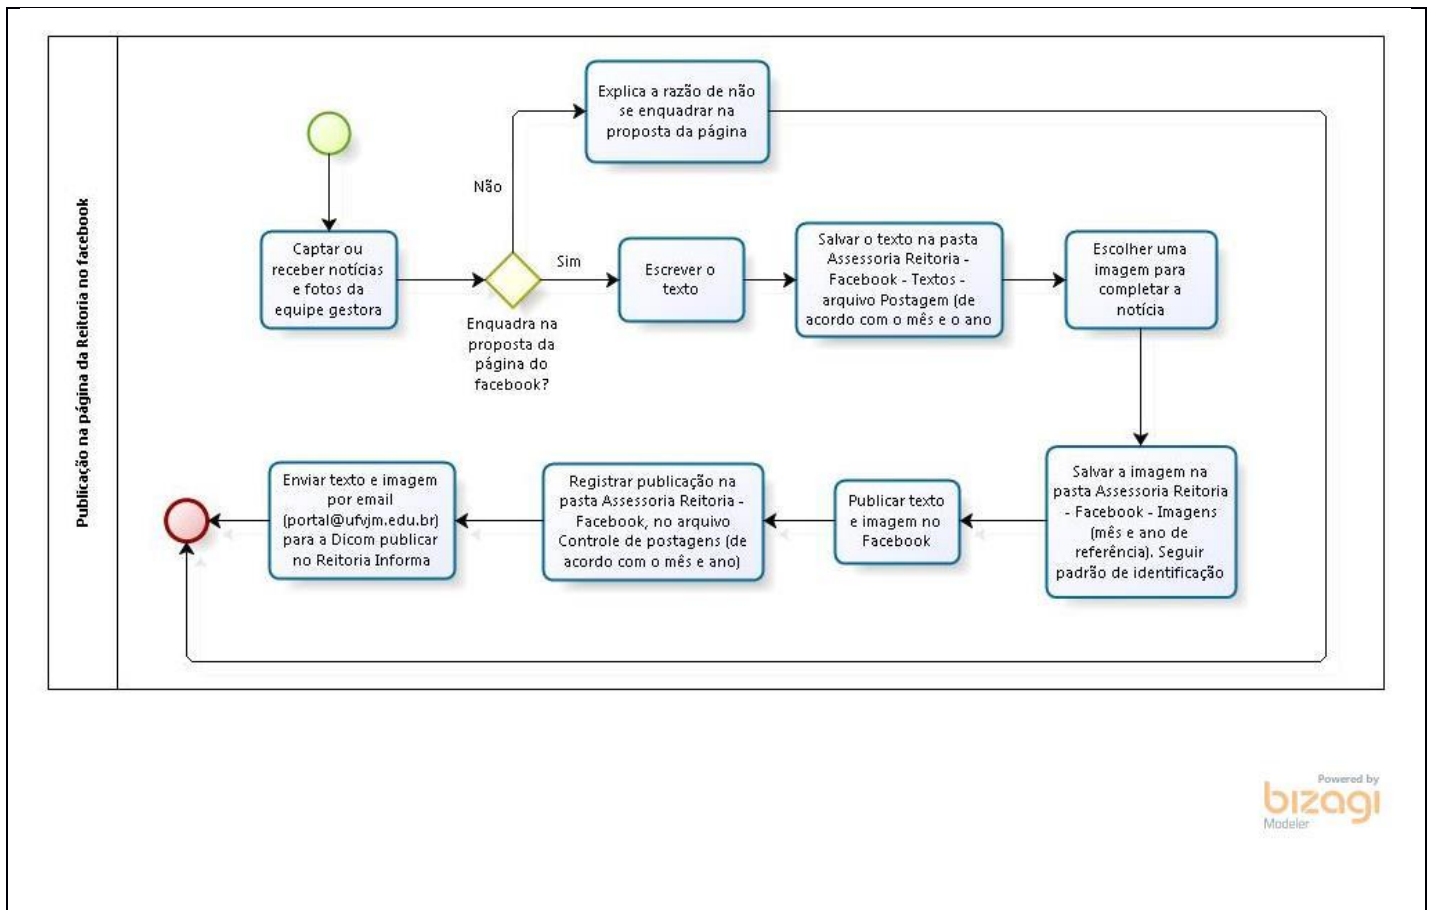 Publicação na página da Reitoria no facebook
Explica a razão de não
se enquadrar na
proposta da página
Não
Captar ou
receber notícias
e fotos da
equipe gestora
Enquadra na
proposta da
página do
facebook?
Sim
Escrever o
texto
Salvar o texto na pasta
Assessoria Reitoria -
Facebook - Textos -
arquivo Postagem (de
acordo com o mês e o ano
Escolher uma
imagem para
completar a
notícia
Salvar a imagem na
pasta Assessoria Reitoria
- Facebook - Imagens
(mês e ano de
referência). Seguir
padrão de identificação
Publicar texto
e imagem no
Facebook
Registrar publicação na
pasta Assessoria Reitoria -
Facebook, no arquivo
Controle de postagens (de
acordo com o mês e ano)
Enviar texto e imagem
por email
(portal@ufvjm.edu.br)
para a Dicom publicar
no Reitoria Informa
Powered by
bizagi
Modeler